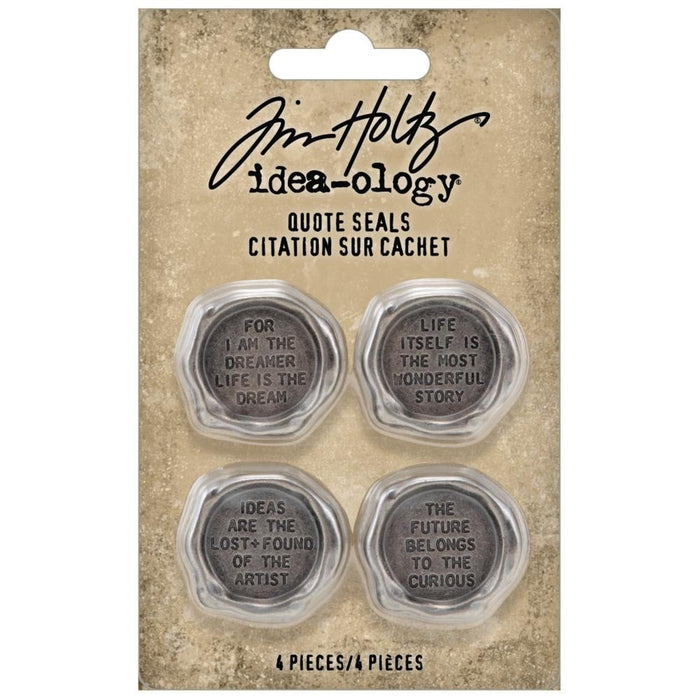 Tim Holtz®
idea-ology®
QUOTE SEALS
CITATION SUR CACHET
FOR
I AM THE
DREAMER
LIFE IS THE
DREAM
LIFE
ITSELF IS
THE MOST
WONDERFUL
STORY
IDEAS
ARE THE
LOST+FOUND
OF THE
ARTIST
THE
FUTURE
BELONGS
TO THE
CURIOUS
4 PIECES/4 PIÈCES